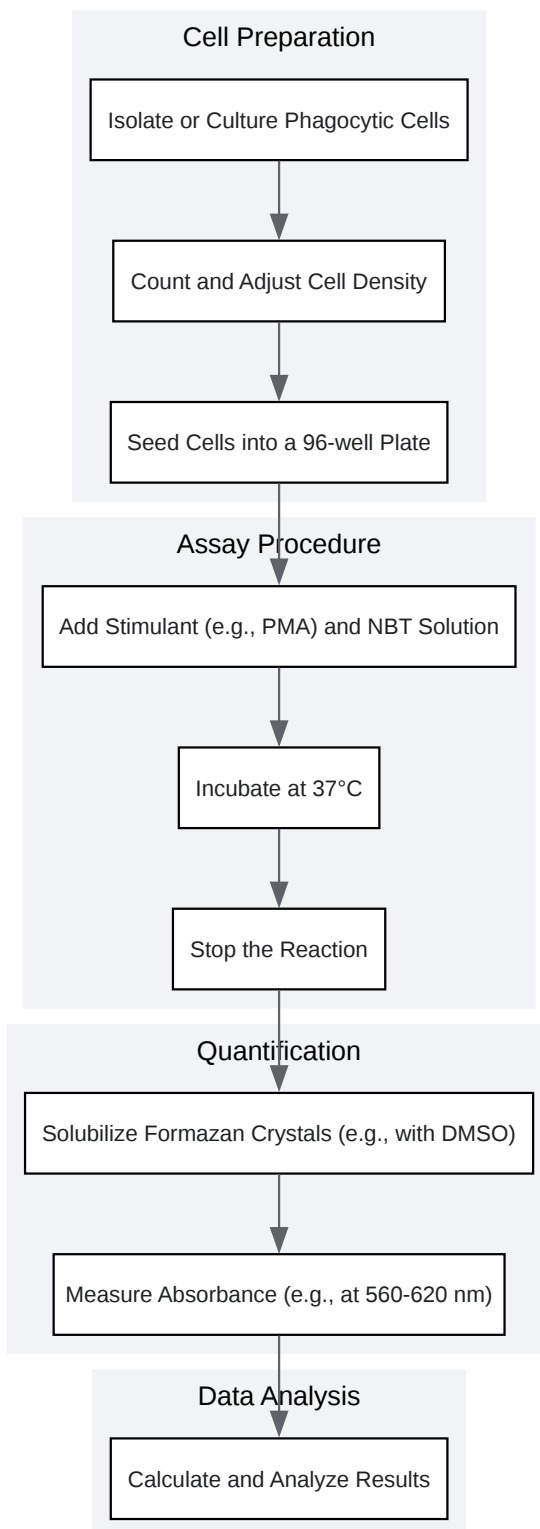 Cell Preparation
Isolate or Culture Phagocytic Cells
Count and Adjust Cell Density
Seed Cells into a 96-well Plate
Assay Procedure
Add Stimulant (e.g., PMA) and NBT Solution
Incubate at 37°C
Stop the Reaction
Quantification
Solubilize Formazan Crystals (e.g., with DMSO)
Measure Absorbance (e.g., at 560-620 nm)
Data Analysis
Calculate and Analyze Results